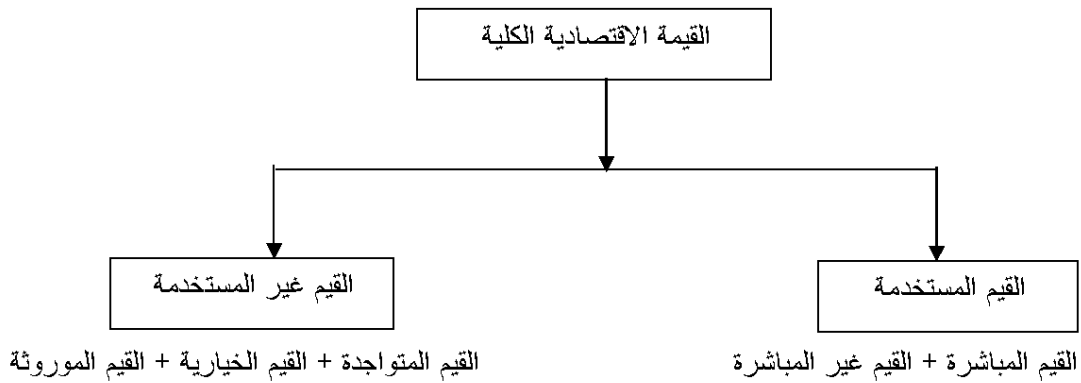 القيمة الاقتصادية الكلية
القيم المستخدمة
القيم غير المستخدمة
القيم المباشرة + القيم غير المباشرة
القيم المتواجدة + القيم الخيارية + القيم الموروثة